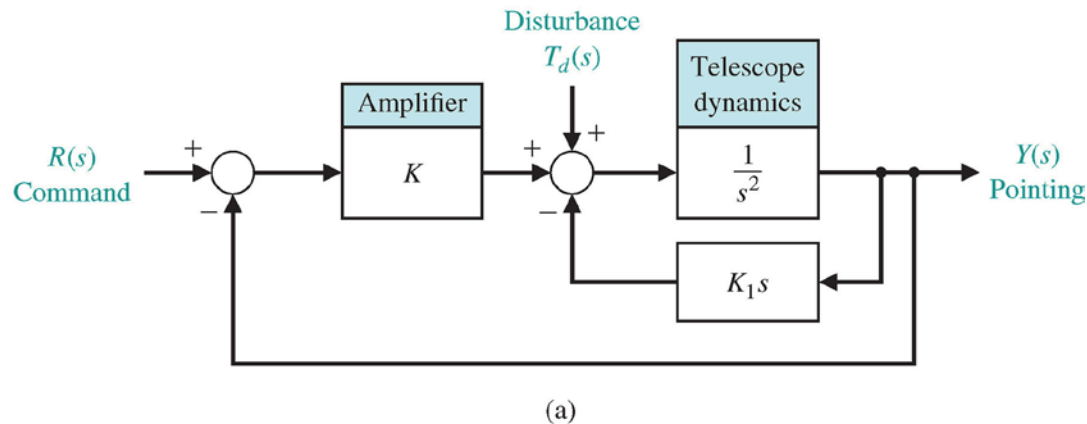 Disturbance
T_d(s)
Telescope
dynamics
Amplifier
R(s)
Command
+
−
K
+
+
−
1
s²
Y(s)
Pointing
K₁s
(a)